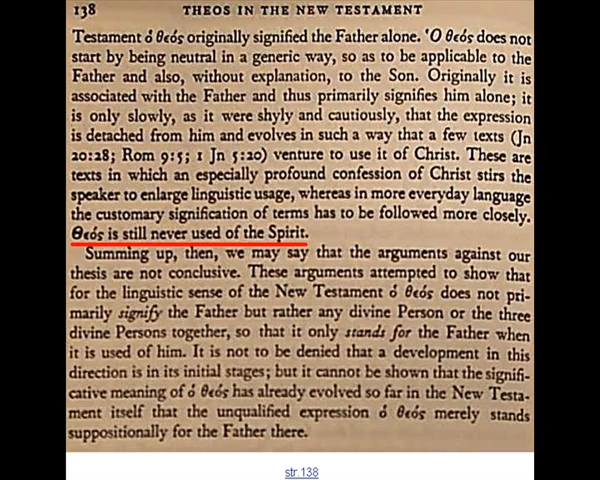 138 THEOS IN THE NEW TESTAMENT
Testament ὁ θεός originally signified the Father alone. Ὁ θεός does not
start by being neutral in a generic way, so as to be applicable to the
Father and also, without explanation, to the Son. Originally it is
associated with the Father and thus primarily signifies him alone; it
is only slowly, as it were shyly and cautiously, that the expression
is detached from him and evolves in such a way that a few texts (Jn
20:28; Rom 9:5; 1 Jn 5:20) venture to use it of Christ. These are
texts in which an especially profound confession of Christ stirs the
speaker to enlarge linguistic usage, whereas in more everyday language
the customary signification of terms has to be followed more closely.
Θεός is still never used of the Spirit.
Summing up, then, we may say that the arguments against our
thesis are not conclusive. These arguments attempted to show that
for the linguistic sense of the New Testament ὁ θεός does not pri-
marily signify the Father but rather any divine Person or the three
divine Persons together, so that it only stands for the Father when
it is used of him. It is not to be denied that a development in this
direction is in its initial stages; but it cannot be shown that the signifi-
cative meaning of ὁ θεός has already evolved so far in the New Testa-
ment itself that the unqualified expression ὁ θεός merely stands
suppositionally for the Father there.
str.138